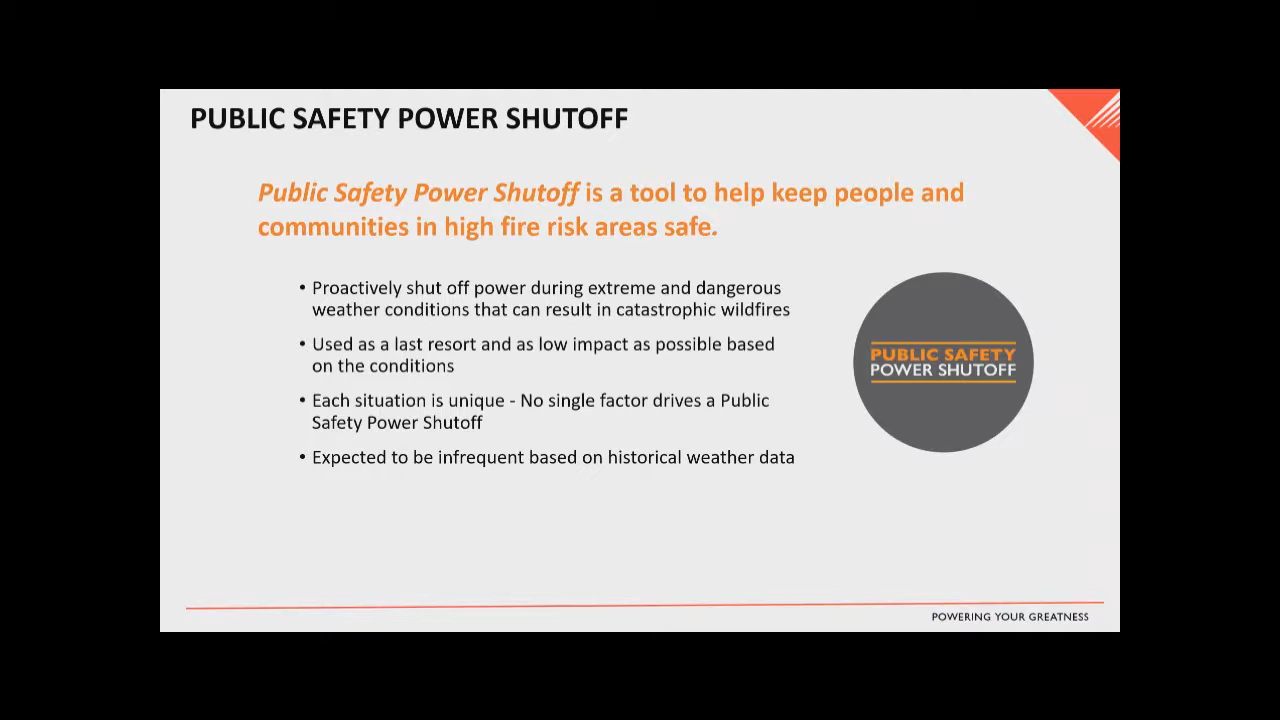 PUBLIC SAFETY POWER SHUTOFF
Public Safety Power Shutoff is a tool to help keep people and
communities in high fire risk areas safe.
• Proactively shut off power during extreme and dangerous
weather conditions that can result in catastrophic wildfires
• Used as a last resort and as low impact as possible based
on the conditions
• Each situation is unique - No single factor drives a Public
Safety Power Shutoff
• Expected to be infrequent based on historical weather data
PUBLIC SAFETY
POWER SHUTOFF
POWERING YOUR GREATNESS